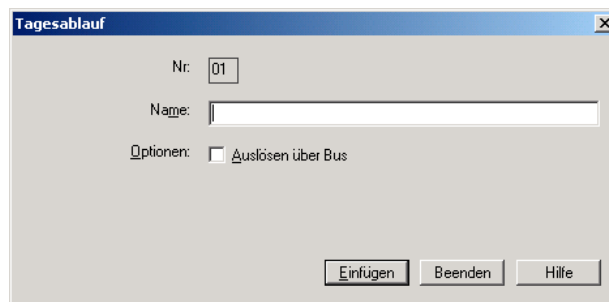 Tagesablauf
Nr: 01
Name:
Optionen: Auslösen über Bus
Einfügen Beenden Hilfe